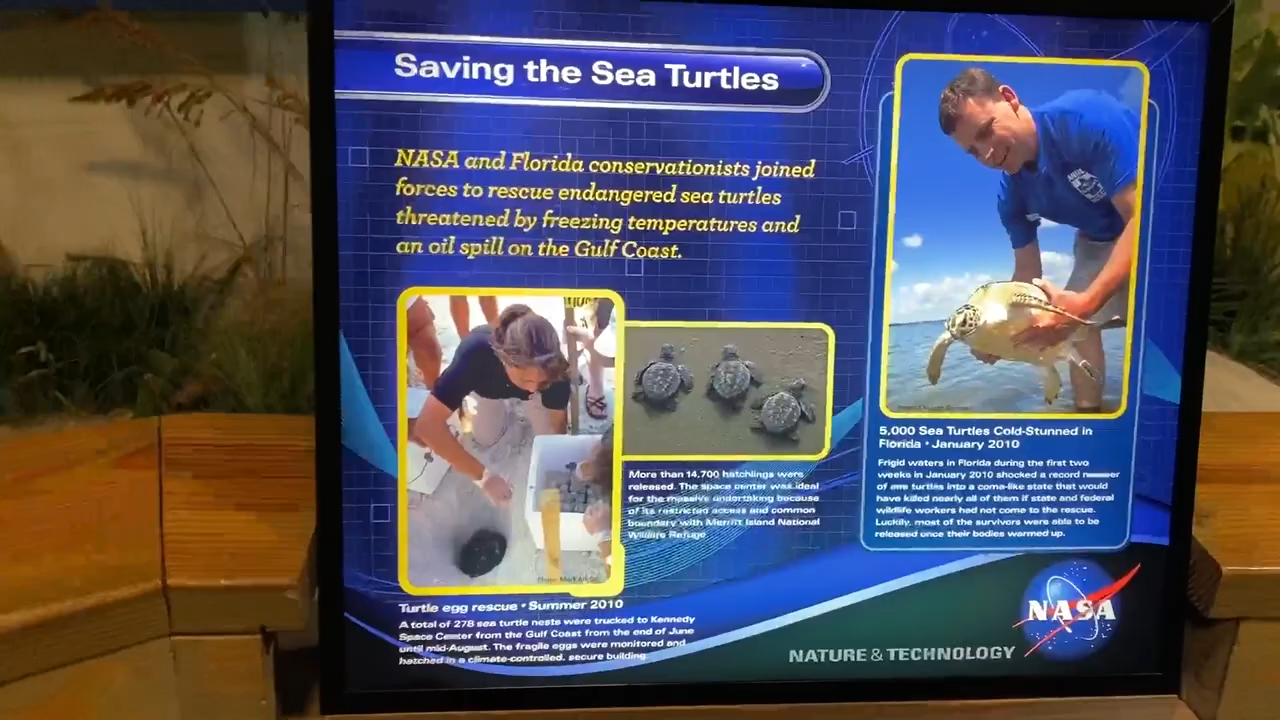 Saving the Sea Turtles
NASA and Florida conservationists joined
forces to rescue endangered sea turtles
threatened by freezing temperatures and
an oil spill on the Gulf Coast.
More than 14,700 hatchlings were
released. The space center was ideal
for the massive undertaking because
of its restricted access and common
boundary with Merritt Island National
Wildlife Refuge
Turtle egg rescue • Summer 2010
A total of 278 sea turtle nests were trucked to Kennedy
Space Center from the Gulf Coast from the end of June
until mid-August. The fragile eggs were monitored and
hatched in a climate-controlled, secure building.
5,000 Sea Turtles Cold-Stunned in
Florida • January 2010
Frigid waters in Florida during the first two
weeks in January 2010 shocked a record number
of turtles into a coma-like state that would
have killed nearly all of them if state and federal
wildlife workers had not come to the rescue.
Luckily, most of the survivors were able to be
released once their bodies warmed up.
NATURE & TECHNOLOGY
NASA